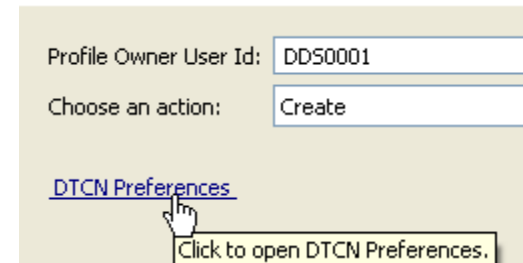 Profile Owner User Id: DDS0001
Choose an action: Create
DTCN Preferences
Click to open DTCN Preferences.